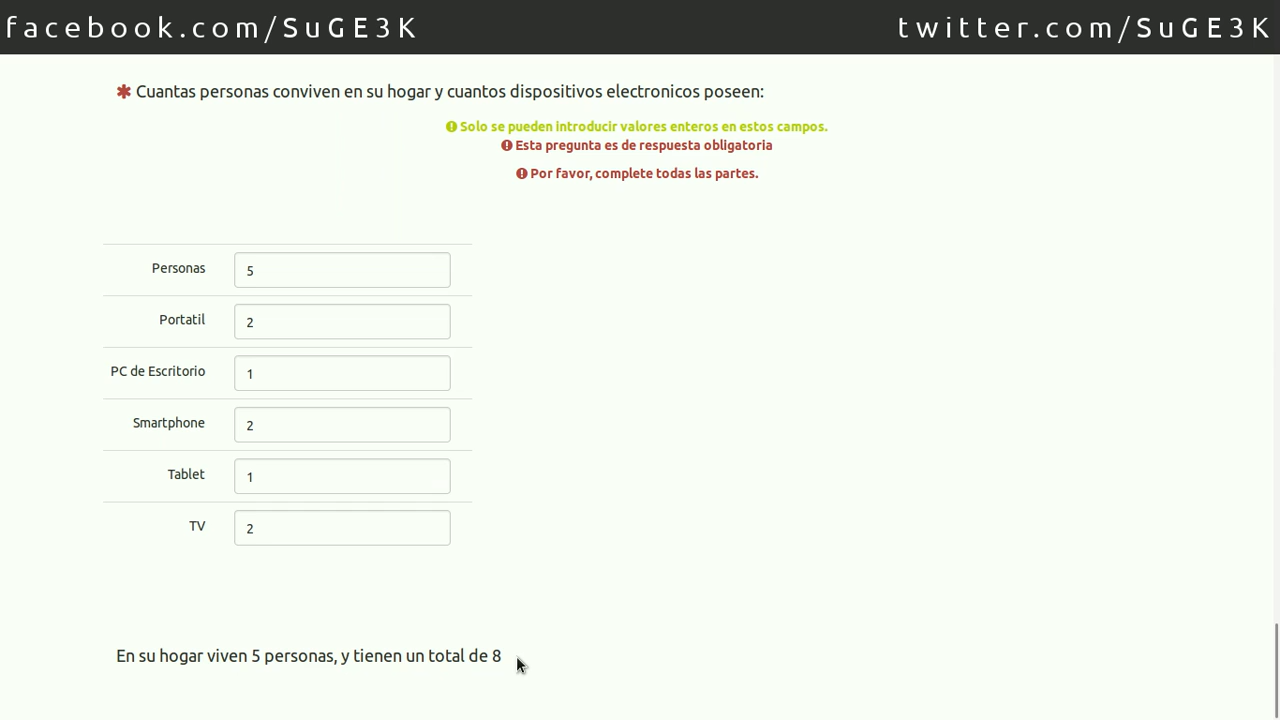 facebook.com/SuGE3K
twitter.com/SuGE3K
Cuantas personas conviven en su hogar y cuantos dispositivos electronicos poseen:
Solo se pueden introducir valores enteros en estos campos.
Esta pregunta es de respuesta obligatoria
Por favor, complete todas las partes.
Personas 5
Portatil 2
PC de Escritorio 1
Smartphone 2
Tablet 1
TV 2
En su hogar viven 5 personas, y tienen un total de 8